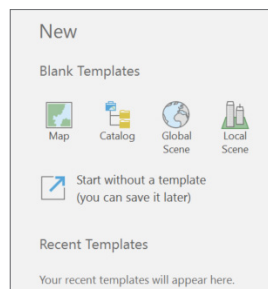 New
Blank Templates
Map
Catalog
Global
Scene
Local
Scene
Start without a template
(you can save it later)
Recent Templates
Your recent templates will appear here.